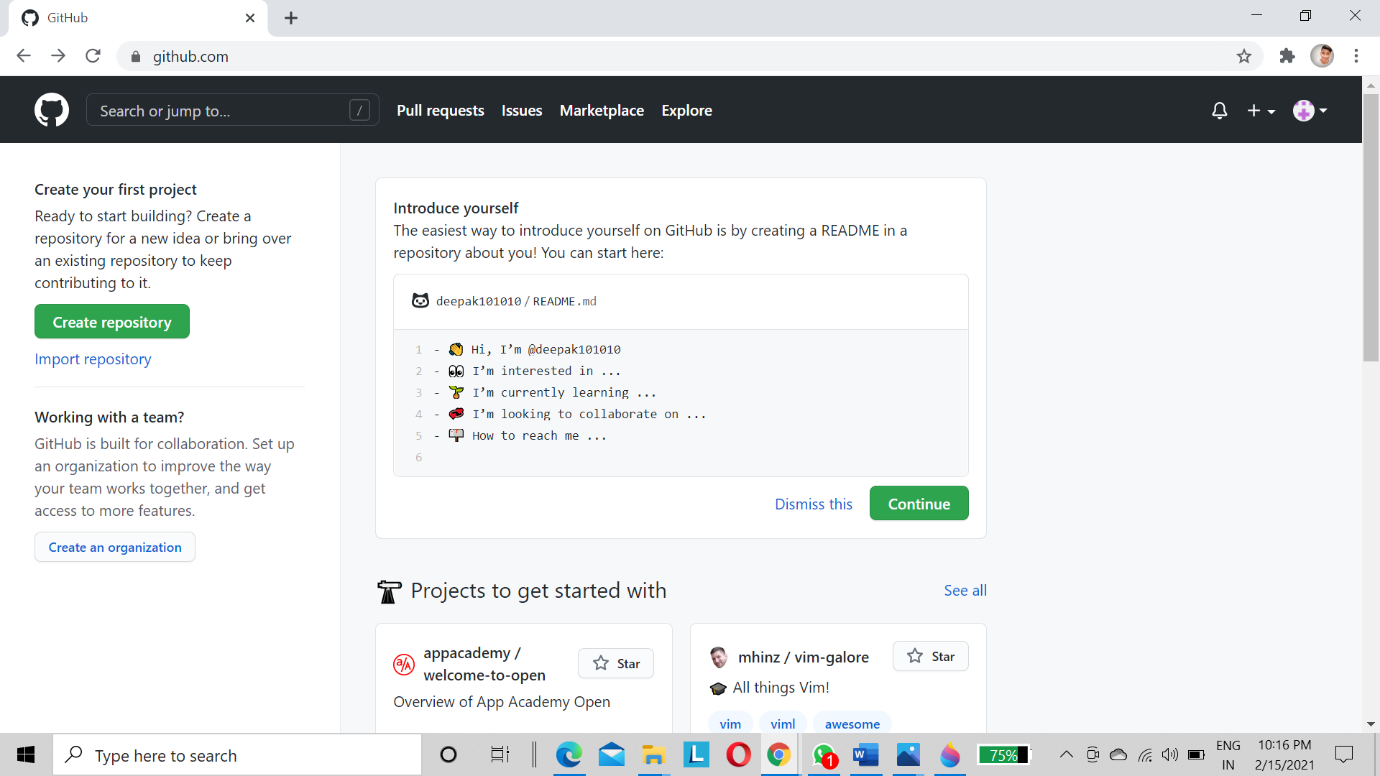 GitHub
github.com
Search or jump to...
/
Pull requests
Issues
Marketplace
Explore
Create your first project
Ready to start building? Create a
repository for a new idea or bring over
an existing repository to keep
contributing to it.
Create repository
Import repository
Working with a team?
GitHub is built for collaboration. Set up
an organization to improve the way
your team works together, and get
access to more features.
Create an organization
Introduce yourself
The easiest way to introduce yourself on GitHub is by creating a README in a
repository about you! You can start here:
deepak101010 / README.md
1 - 👋 Hi, I’m @deepak101010
2 - 👀 I’m interested in ...
3 - 🌱 I’m currently learning ...
4 - 💞️ I’m looking to collaborate on ...
5 - 📫 How to reach me ...
6
Dismiss this
Continue
Projects to get started with
See all
appacademy /
welcome-to-open
Star
Overview of App Academy Open
mhinz / vim-galore
Star
🎓 All things Vim!
vim
viml
awesome
Type here to search
L
W
1
75%
ENG
IN
10:16 PM
2/15/2021